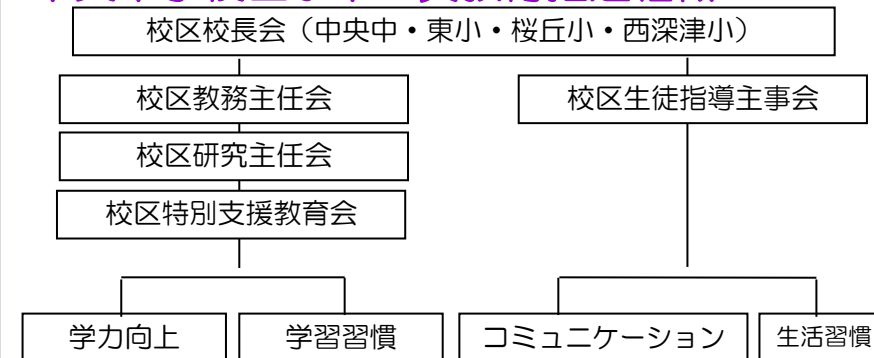 校区校長会（中央中・東小・桜丘小・西深津小）
校区教務主任会
校区生徒指導主事会
校区研究主任会
校区特別支援教育会
学力向上
学習習慣
コミュニケーション
生活習慣